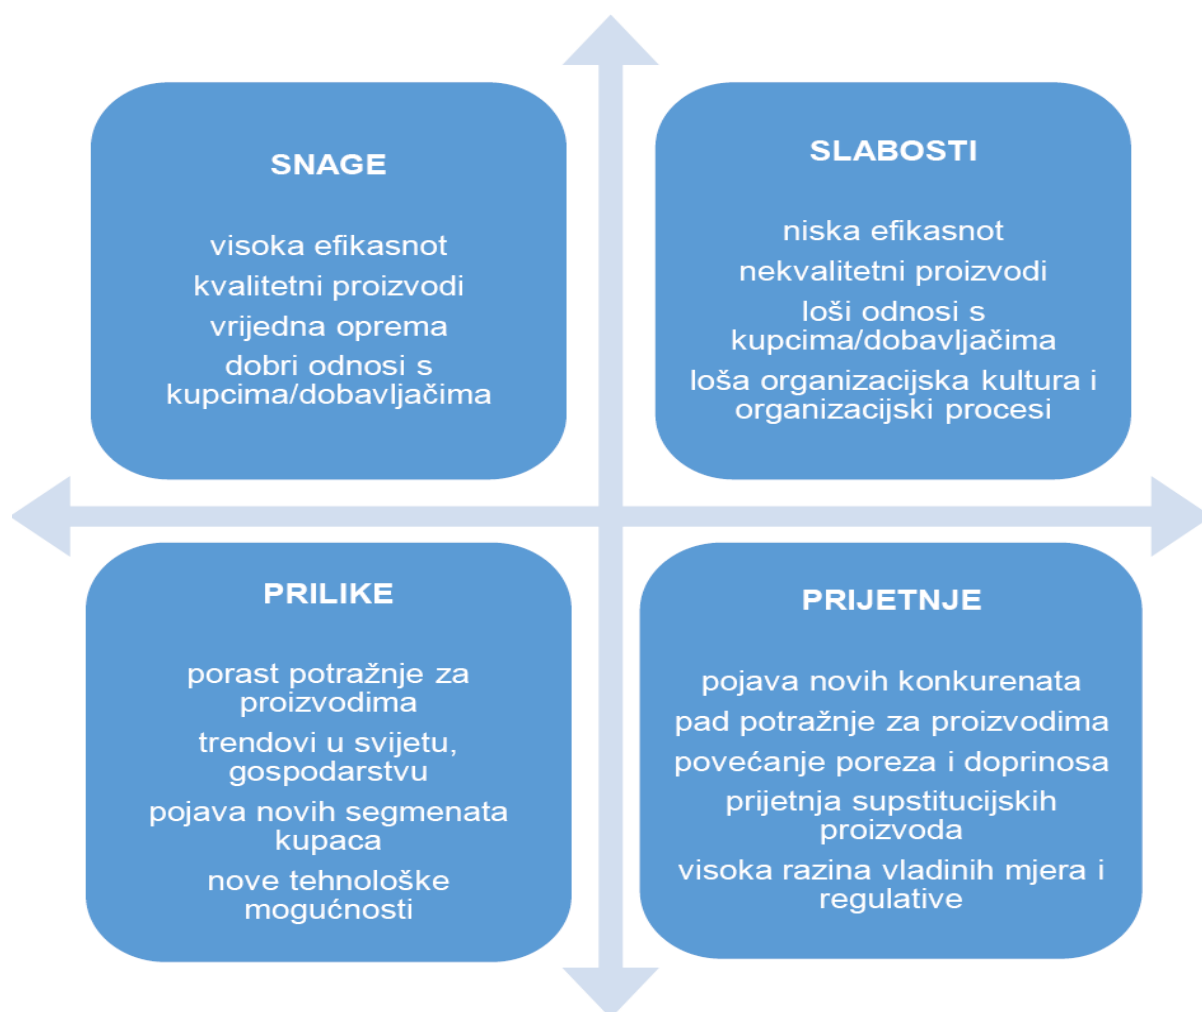 SNAGE
visoka efikasnot
kvalitetni proizvodi
vrijedna oprema
dobri odnosi s
kupcima/dobavljačima
SLABOSTI
niska efikasnot
nekvalitetni proizvodi
loši odnosi s
kupcima/dobavljačima
loša organizacijska kultura i
organizacijski procesi
PRILIKE
porast potražnje za
proizvodima
trendovi u svijetu,
gospodarstvu
pojava novih segmenata
kupaca
nove tehnološke
mogućnosti
PRIJETNJE
pojava novih konkurenata
pad potražnje za proizvodima
povećanje poreza i doprinosa
prijetnja supstitucijskih
proizvoda
visoka razina vladinih mjera i
regulative